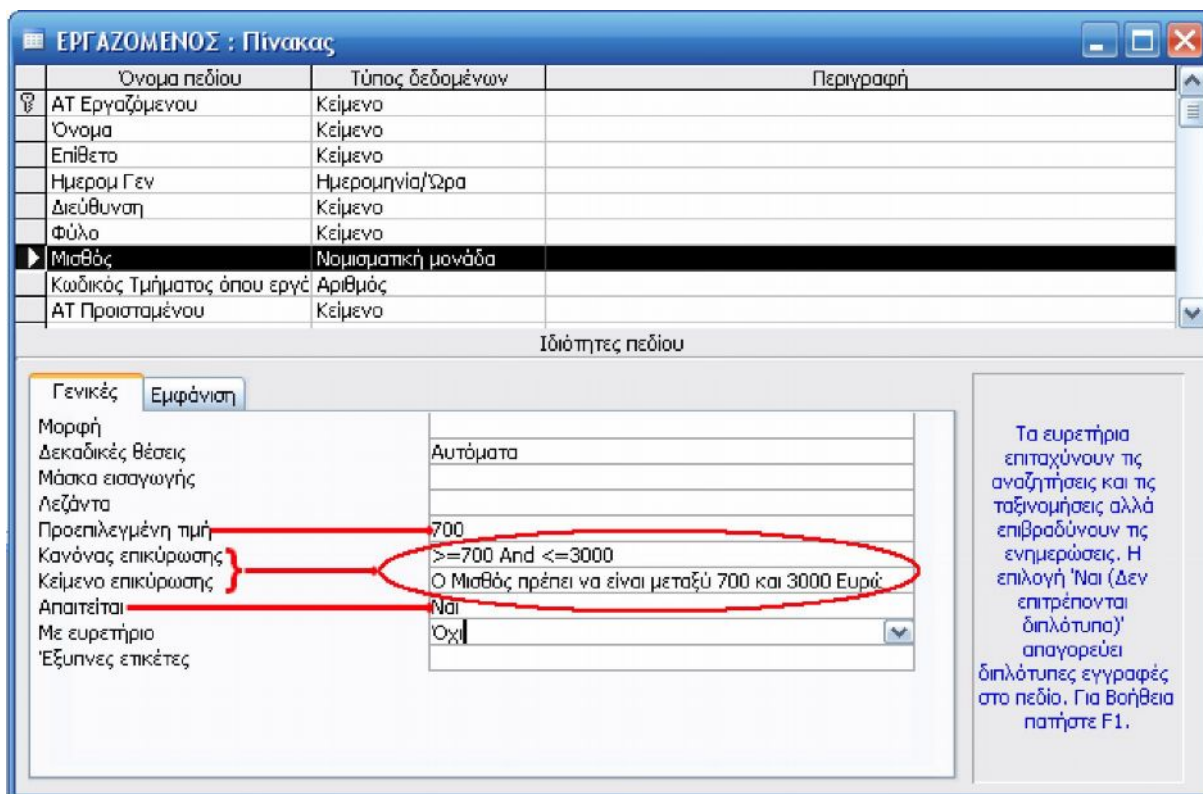 ΕΡΓΑΖΟΜΕΝΟΣ : Πίνακας
Όνομα πεδίου Τύπος δεδομένων Περιγραφή
ΑΤ Εργαζόμενου Κείμενο
Όνομα Κείμενο
Επίθετο Κείμενο
Ημερομ Γεν Ημερομηνία/Ώρα
Διεύθυνση Κείμενο
Φύλο Κείμενο
Μισθός Νομισματική μονάδα
Κωδικός Τμήματος όπου εργά Αριθμός
ΑΤ Προισταμένου Κείμενο
Ιδιότητες πεδίου
Γενικές Εμφάνιση
Μορφή
Δεκαδικές θέσεις Αυτόματα
Μάσκα εισαγωγής
Λεζάντα
Προεπιλεγμένη τιμή 700
Κανόνας επικύρωσης >=700 And <=3000
Κείμενο επικύρωσης Ο Μισθός πρέπει να είναι μεταξύ 700 και 3000 Ευρώ
Απαιτείται Ναι
Με ευρετήριο Όχι
Έξυπνες ετικέτες
Τα ευρετήρια
επιταχύνουν τις
αναζητήσεις και τις
ταξινομήσεις αλλά
επιβραδύνουν τις
ενημερώσεις. Η
επιλογή 'Ναι (Δεν
επιτρέπονται
διπλότυπα)'
απαγορεύει
διπλότυπες εγγραφές
στο πεδίο. Για Βοήθεια
πατήστε F1.